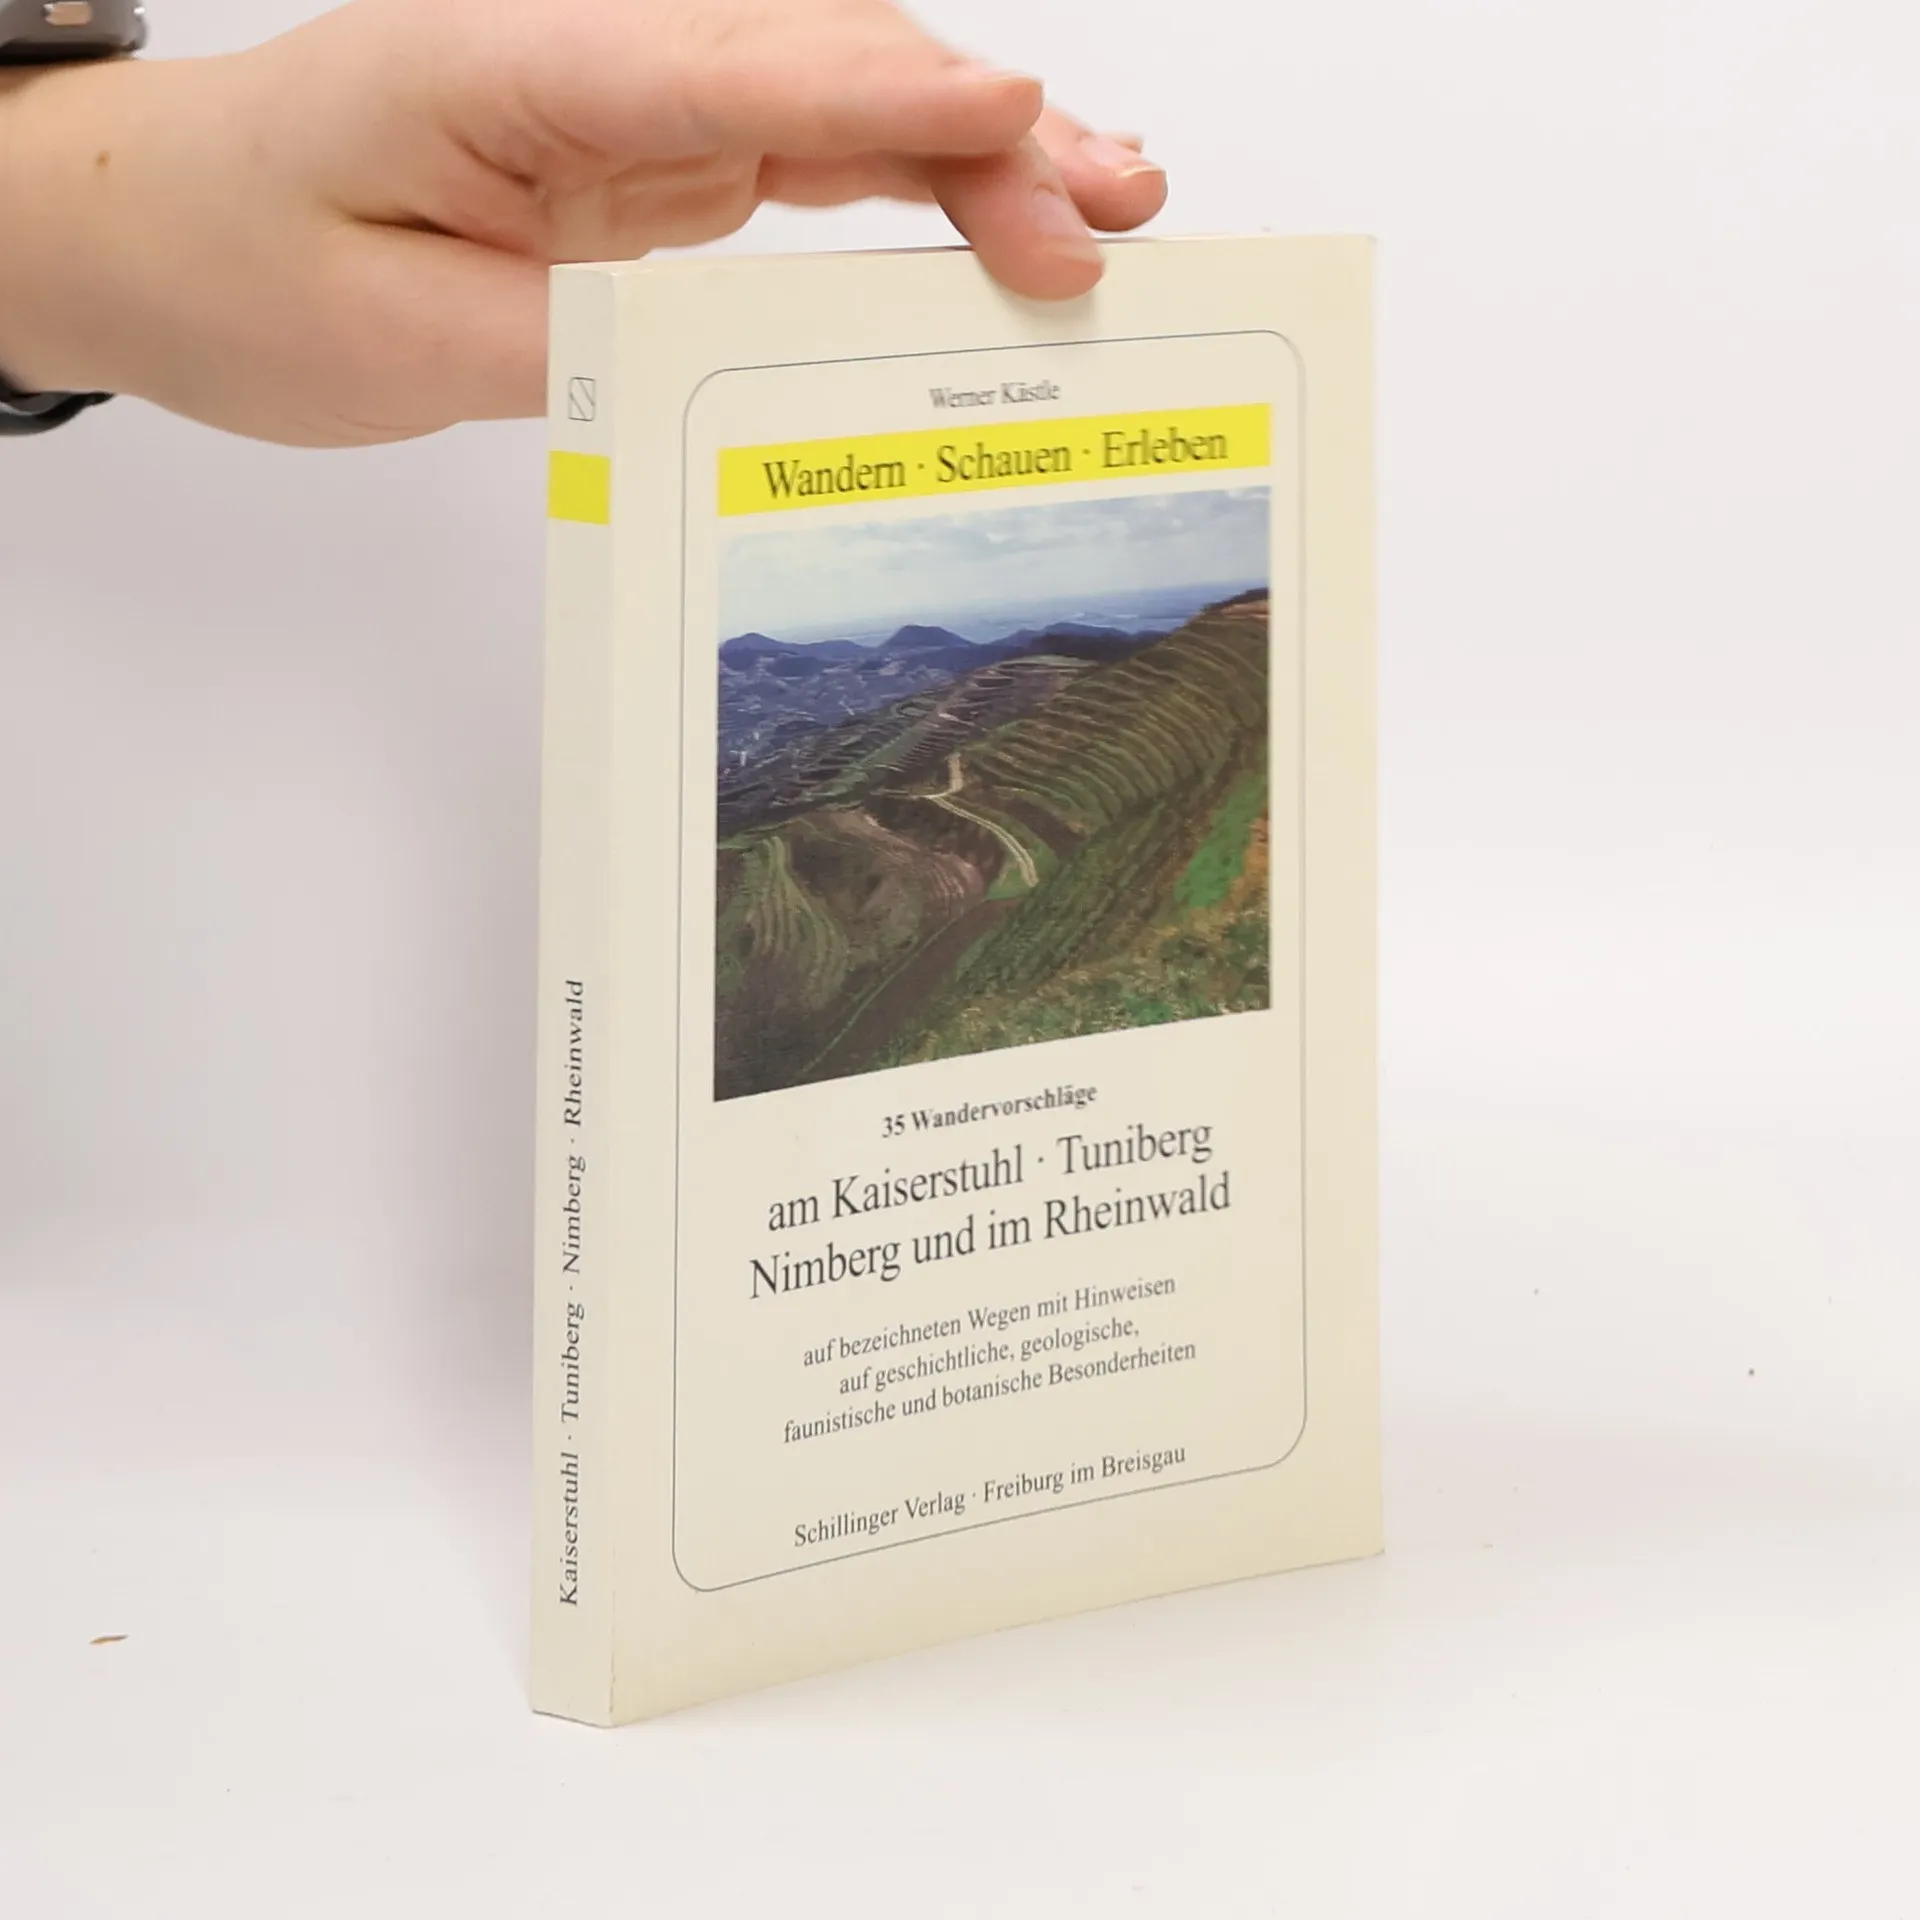 Werner Kästle
Wandern · Schauen · Erleben
35 Wandervorschläge
am Kaiserstuhl · Tuniberg
Nimberg und im Rheinwald
auf bezeichneten Wegen mit Hinweisen
auf geschichtliche, geologische,
faunistische und botanische Besonderheiten
Schillinger Verlag · Freiburg im Breisgau
Kaiserstuhl · Tuniberg · Nimberg · Rheinwald